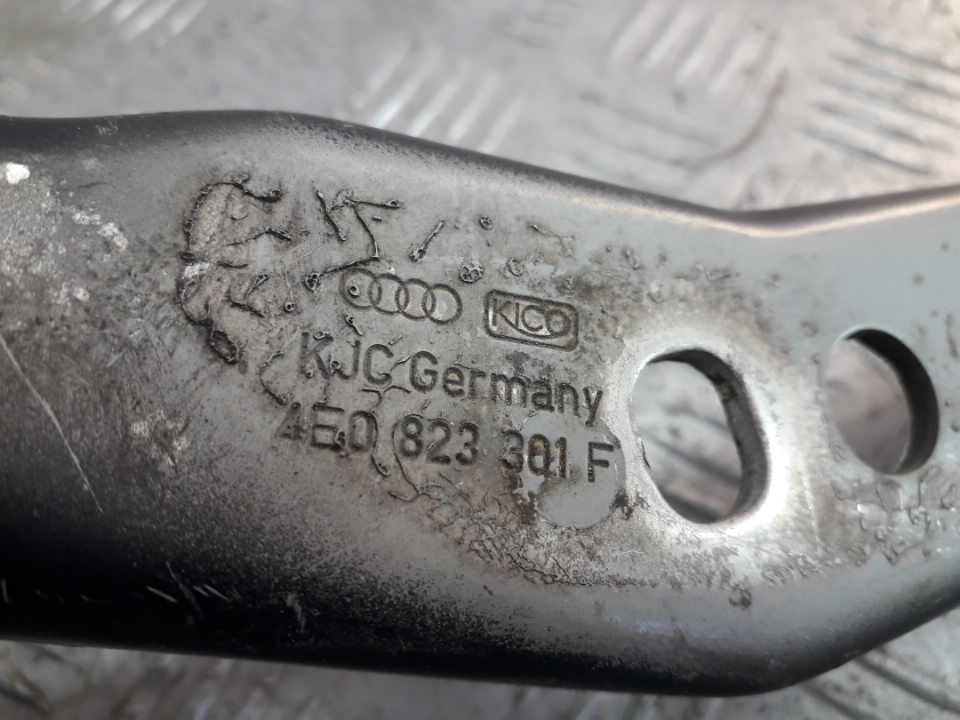 KICO
KJC Germany
4E0 823 301 F